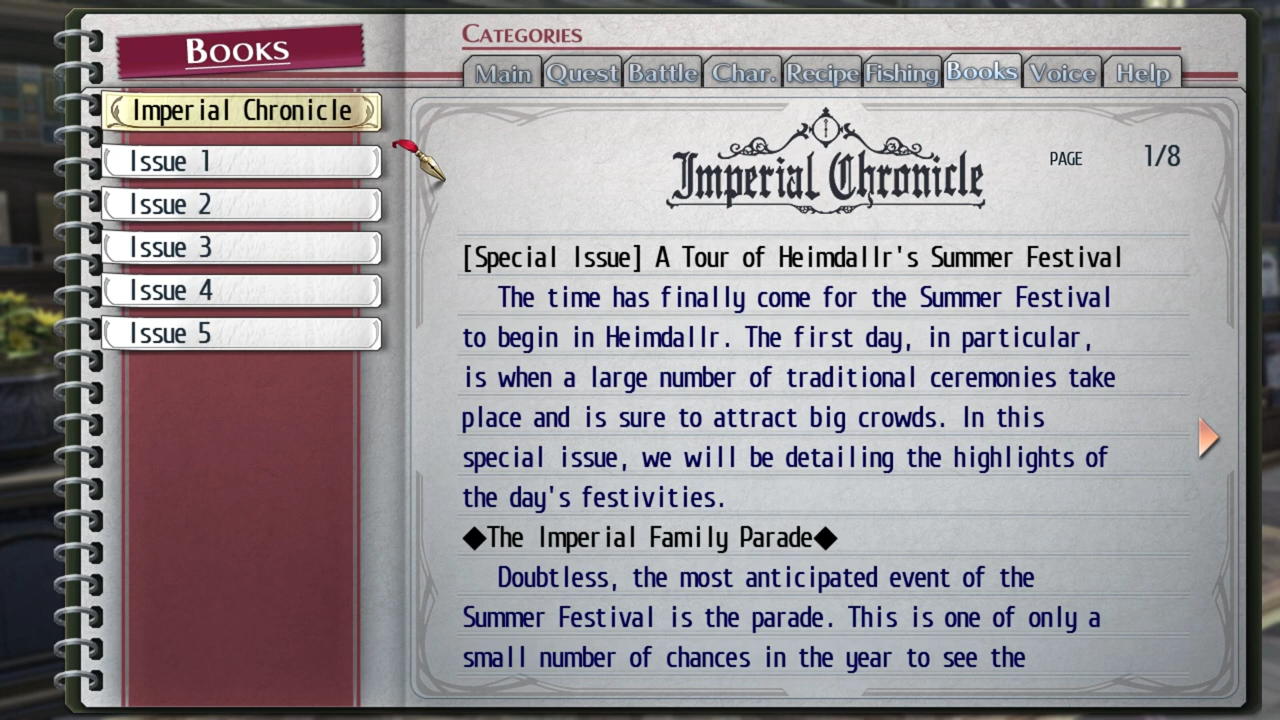 BOOKS
CATEGORIES
Main Quest Battle Char. Recipe Fishing Books Voice Help
Imperial Chronicle
Issue 1
Issue 2
Issue 3
Issue 4
Issue 5
Imperial Chronicle
PAGE 1/8
[Special Issue] A Tour of Heimdallr's Summer Festival
The time has finally come for the Summer Festival
to begin in Heimdallr. The first day, in particular,
is when a large number of traditional ceremonies take
place and is sure to attract big crowds. In this
special issue, we will be detailing the highlights of
the day's festivities.
◆The Imperial Family Parade◆
Doubtless, the most anticipated event of the
Summer Festival is the parade. This is one of only a
small number of chances in the year to see the